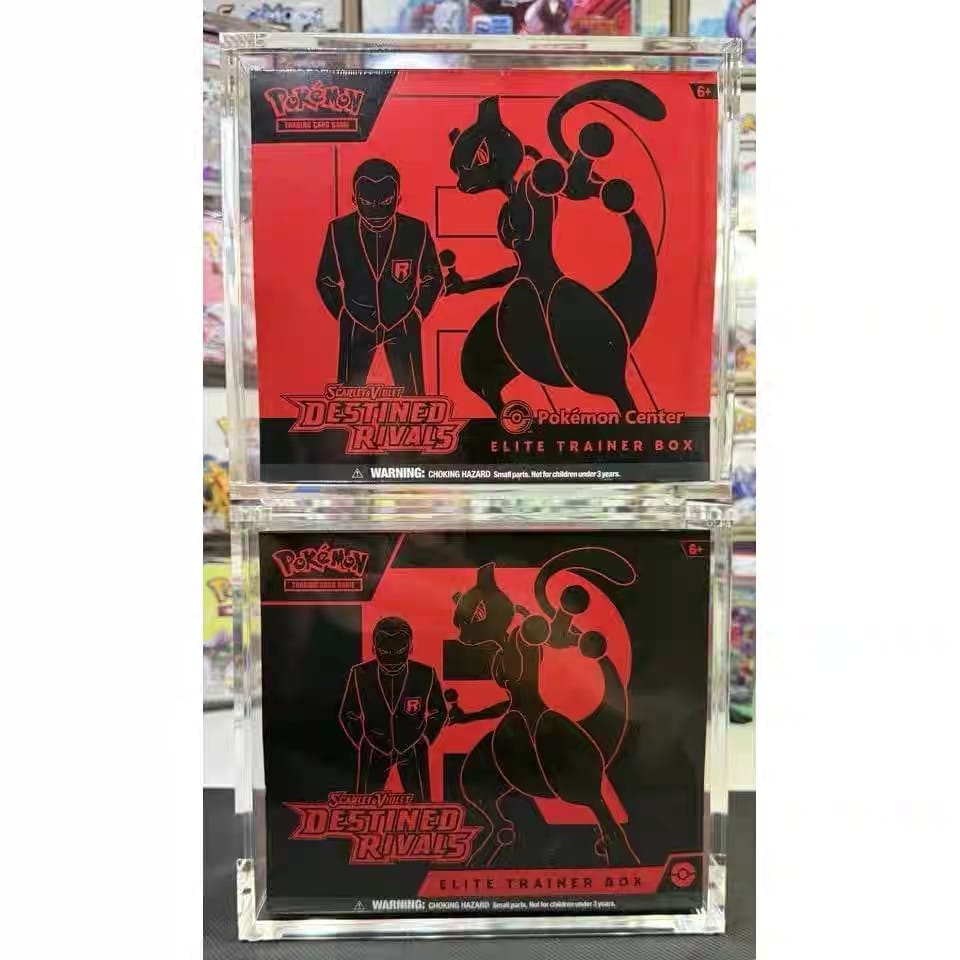 POKéMON
TRADING CARD GAME
6+
R
SCARLET & VIOLET
DESTINED
RIVALS
Pokémon Center
ELITE TRAINER BOX
WARNING: CHOKING HAZARD Small parts. Not for children under 3 years.
POKéMON
TRADING CARD GAME
6+
R
SCARLET & VIOLET
DESTINED
RIVALS
ELITE TRAINER BOX
WARNING: CHOKING HAZARD Small parts. Not for children under 3 years.